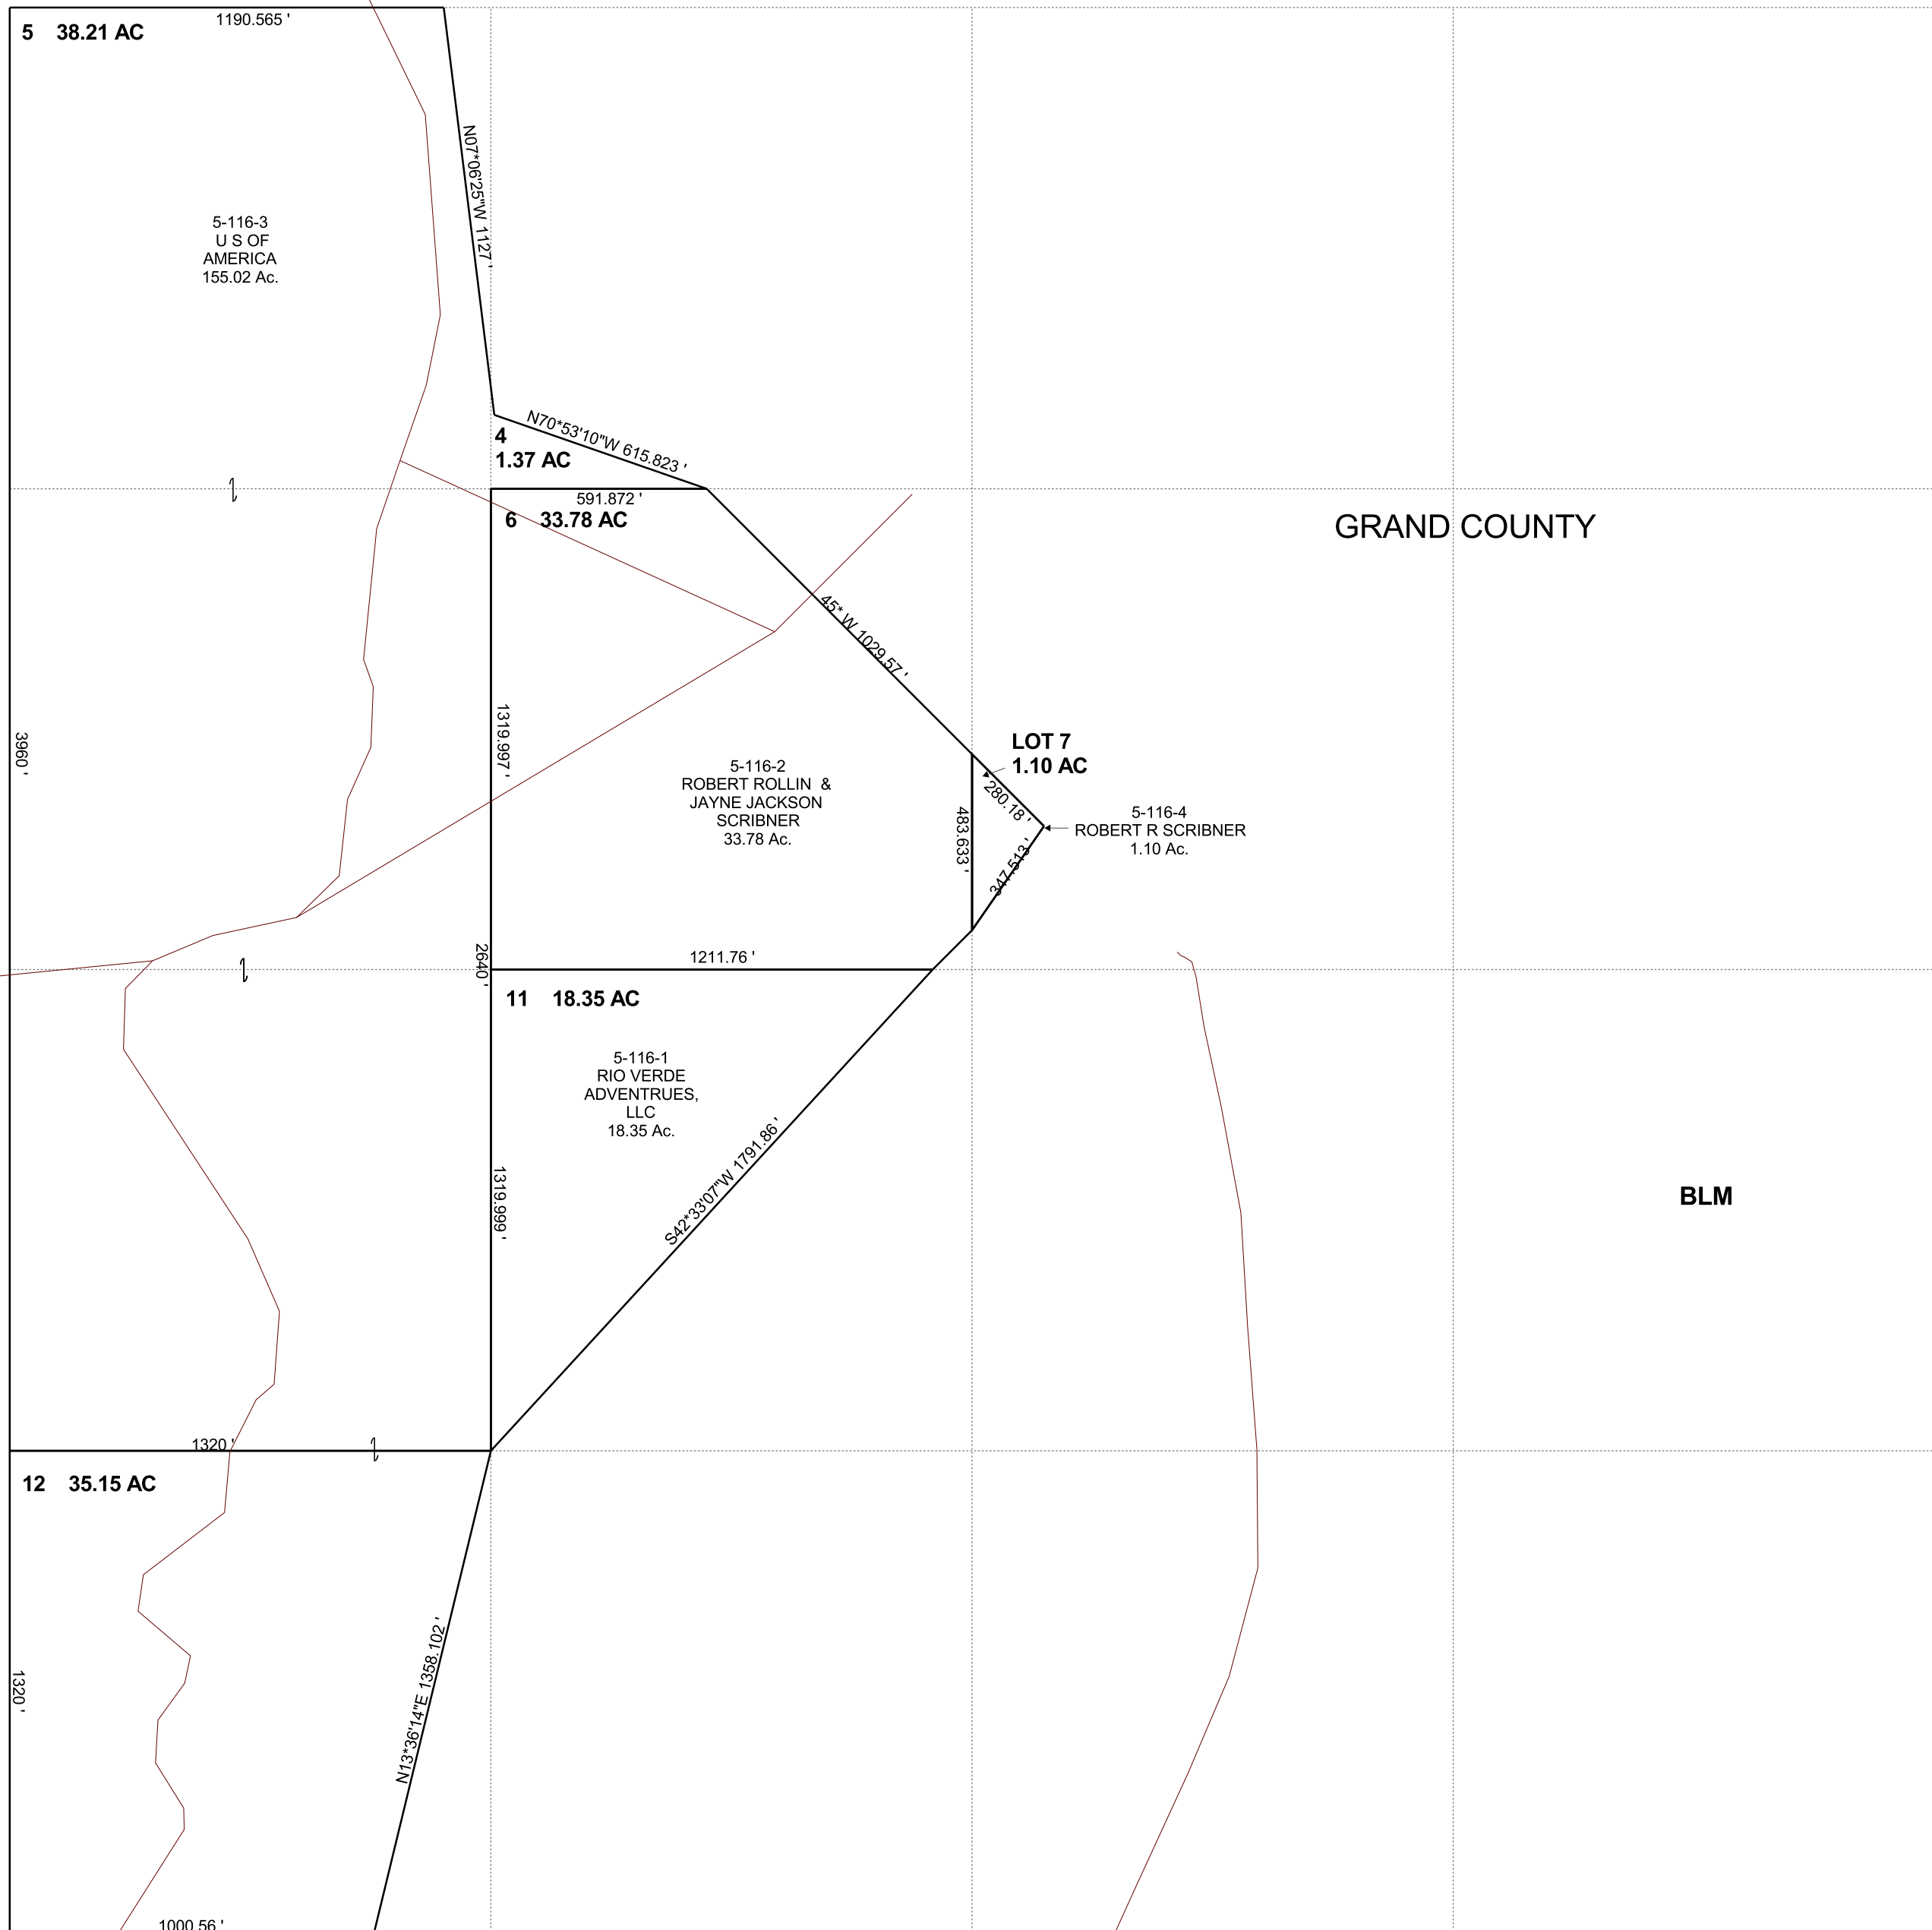 1190.565 '
5 38.21 AC
N07*06'25"W 1127 '
5-116-3
U S OF
AMERICA
155.02 Ac.
N70*53'10"W 615.823 '
4
1.37 AC
591.872 '
6 33.78 AC
GRAND COUNTY
45* W 1029.57 '
3960 '
1319.997 '
LOT 7
1.10 AC
280.18 '
5-116-2
ROBERT ROLLIN &
JAYNE JACKSON
SCRIBNER
33.78 Ac.
483.633 '
347.513 '
5-116-4
ROBERT R SCRIBNER
1.10 Ac.
2640 '
1211.76 '
11 18.35 AC
5-116-1
RIO VERDE
ADVENTRUES,
LLC
18.35 Ac.
S42*33'07"W 1791.86 '
1319.999 '
BLM
1320 '
12 35.15 AC
N13*36'14"E 1358.102 '
1320 '
1000.56 '